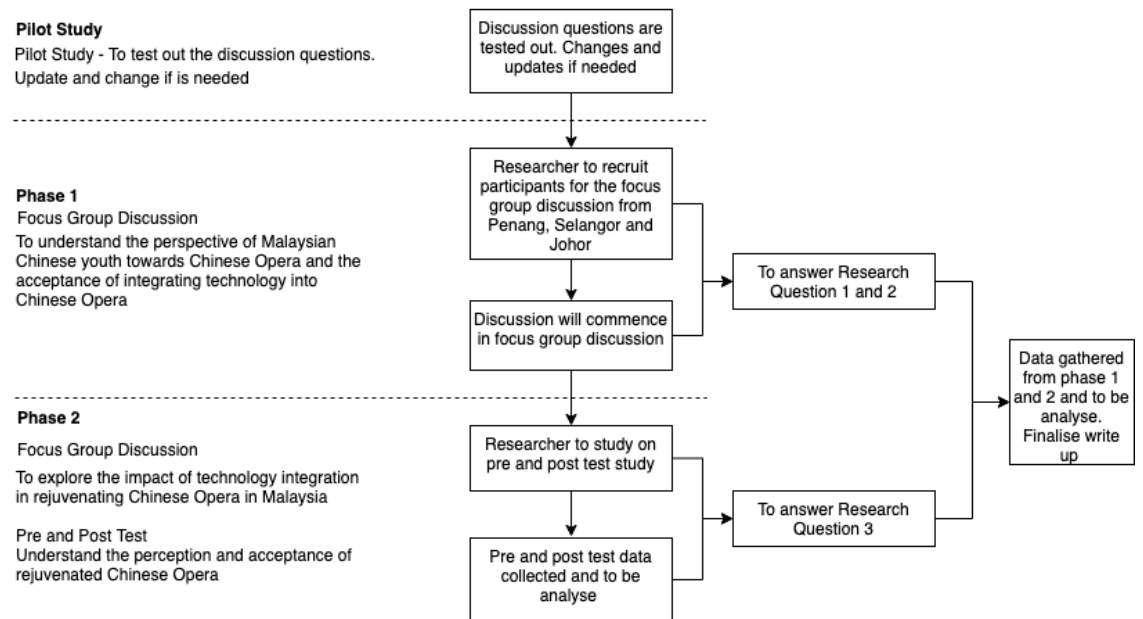 Pilot Study
Pilot Study - To test out the discussion questions.
Update and change if is needed
Discussion questions are
tested out. Changes and
updates if needed
Phase 1
Focus Group Discussion
To understand the perspective of Malaysian
Chinese youth towards Chinese Opera and the
acceptance of integrating technology into
Chinese Opera
Researcher to recruit
participants for the focus
group discussion from
Penang, Selangor and
Johor
Discussion will commence
in focus group discussion
To answer Research
Question 1 and 2
Data gathered
from phase 1
and 2 and to be
analyse.
Finalise write
up
Phase 2
Focus Group Discussion
To explore the impact of technology integration
in rejuvenating Chinese Opera in Malaysia
Pre and Post Test
Understand the perception and acceptance of
rejuvenated Chinese Opera
Researcher to study on
pre and post test study
Pre and post test data
collected and to be
analyse
To answer Research
Question 3